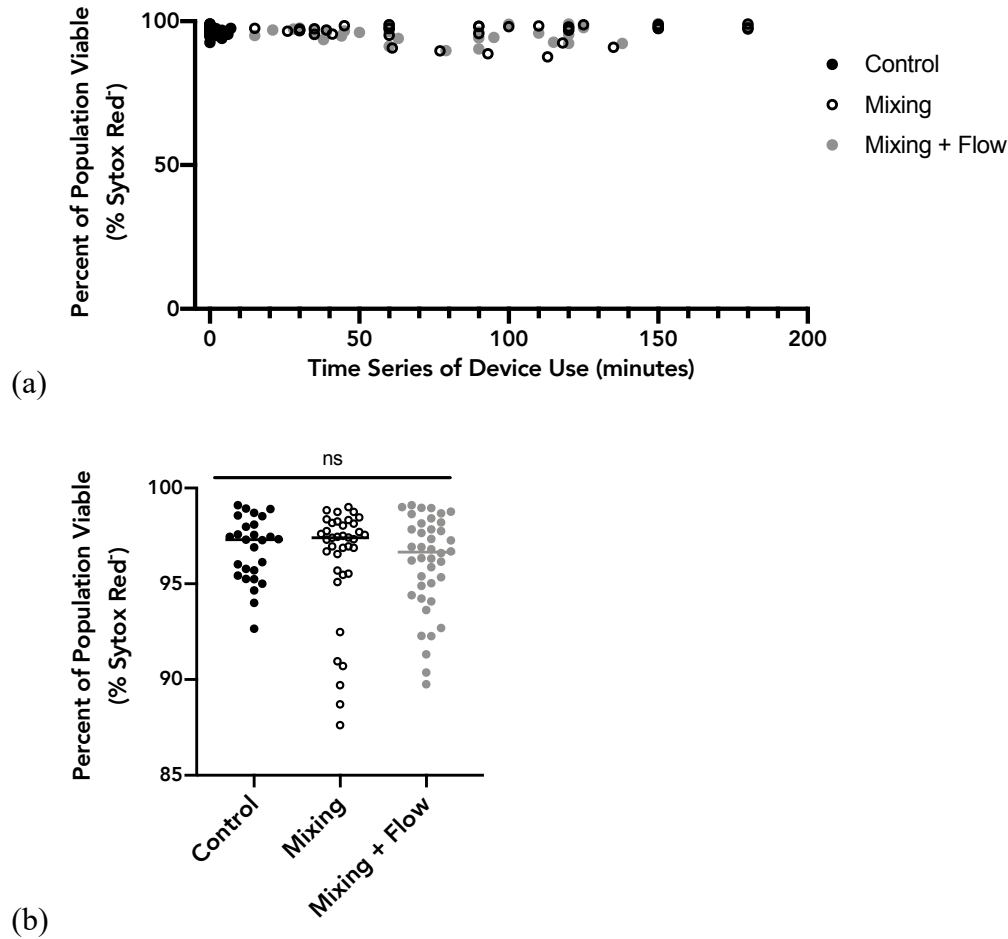 Percent of Population Viable
(% Sytox Red⁻)
100
50
0
0
50
100
150
200
Time Series of Device Use (minutes)
Control
Mixing
Mixing + Flow
(a)
ns
Percent of Population Viable
(% Sytox Red⁻)
100
95
90
85
Control
Mixing
Mixing + Flow
(b)